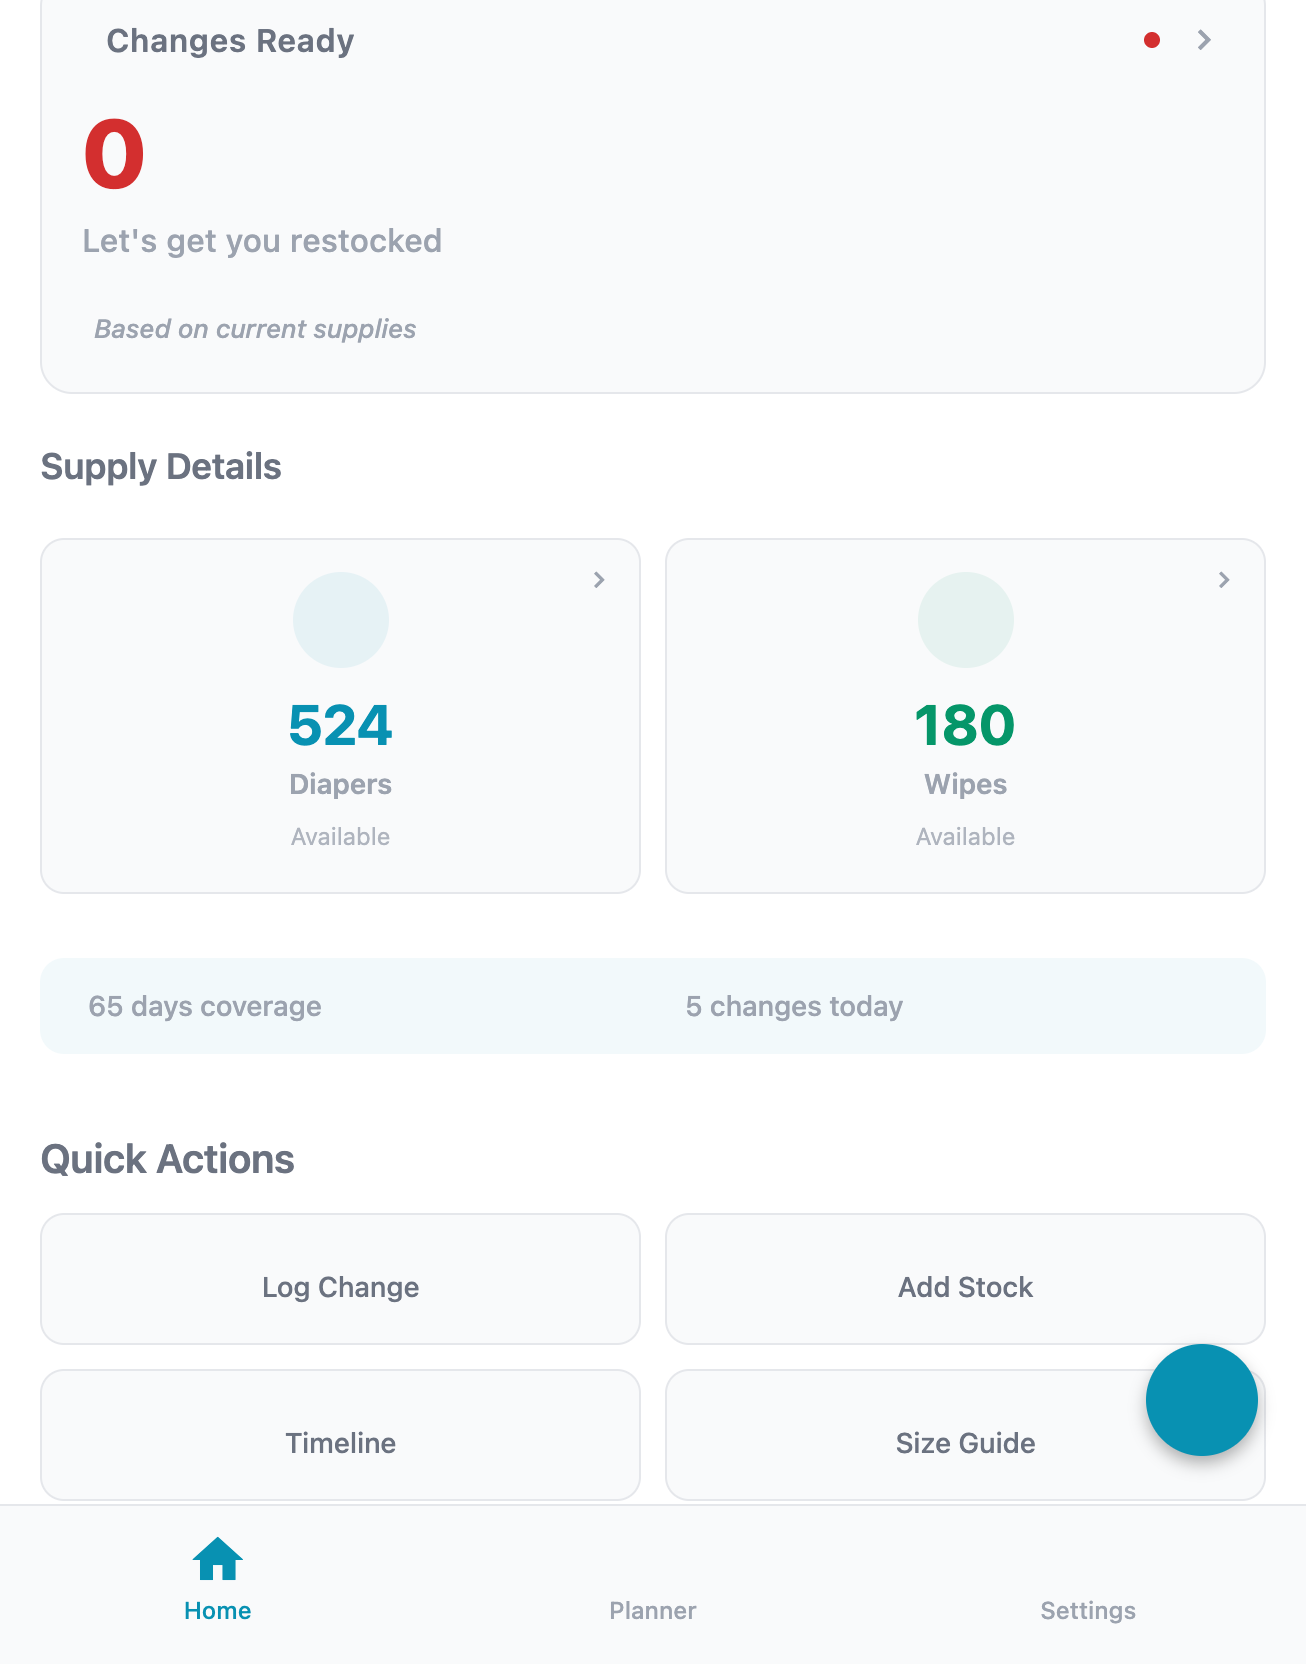 Changes Ready
0
Let's get you restocked
Based on current supplies
Supply Details
524
Diapers
Available
180
Wipes
Available
65 days coverage
5 changes today
Quick Actions
Log Change
Add Stock
Timeline
Size Guide
Home
Planner
Settings